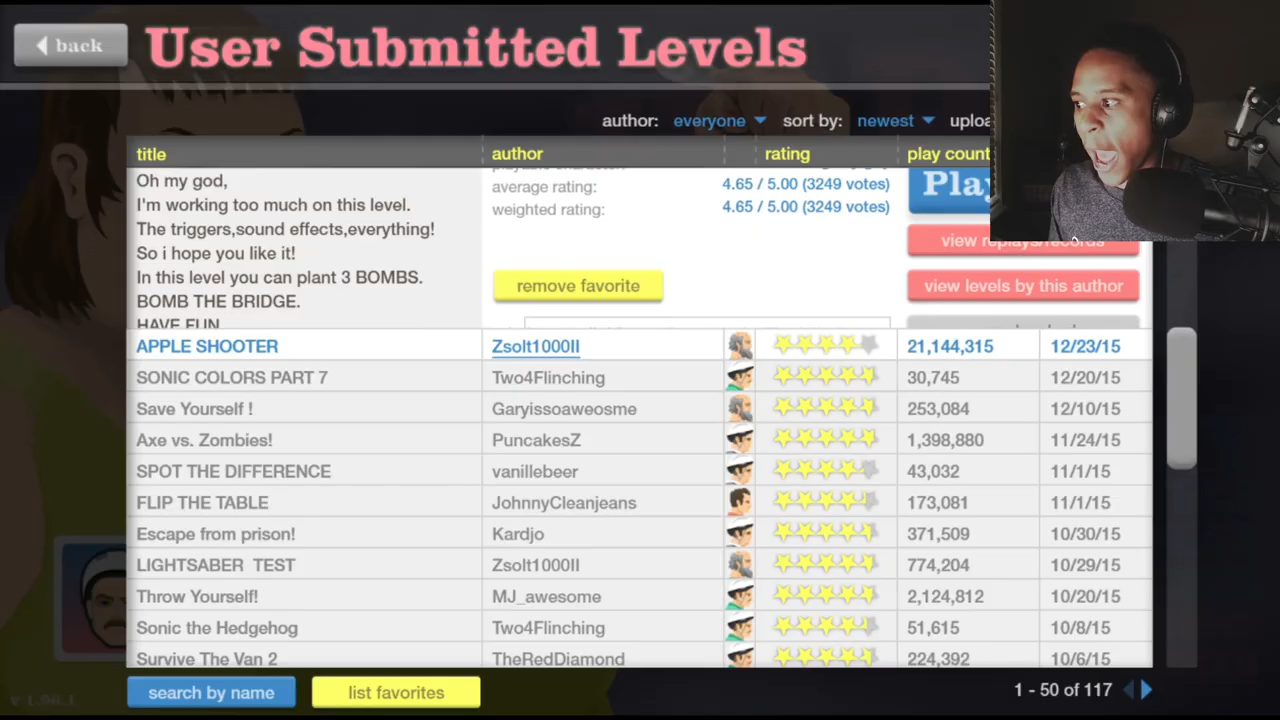 back
User Submitted Levels
author: everyone sort by: newest
title author rating play count
Oh my god,
I'm working too much on this level.
The triggers,sound effects,everything!
So i hope you like it!
In this level you can plant 3 BOMBS.
BOMB THE BRIDGE.
HAVE FUN
average rating: 4.65 / 5.00 (3249 votes)
weighted rating: 4.65 / 5.00 (3249 votes)
remove favorite
view replays/records
view levels by this author
APPLE SHOOTER Zsolt1000II 21,144,315 12/23/15
SONIC COLORS PART 7 Two4Flinching 30,745 12/20/15
Save Yourself ! Garyissoaweosme 253,084 12/10/15
Axe vs. Zombies! PuncakesZ 1,398,880 11/24/15
SPOT THE DIFFERENCE vanillebeer 43,032 11/1/15
FLIP THE TABLE JohnnyCleanjeans 173,081 11/1/15
Escape from prison! Kardjo 371,509 10/30/15
LIGHTSABER TEST Zsolt1000II 774,204 10/29/15
Throw Yourself! MJ_awesome 2,124,812 10/20/15
Sonic the Hedgehog Two4Flinching 51,615 10/8/15
Survive The Van 2 TheRedDiamond 224,392 10/6/15
search by name list favorites 1 - 50 of 117